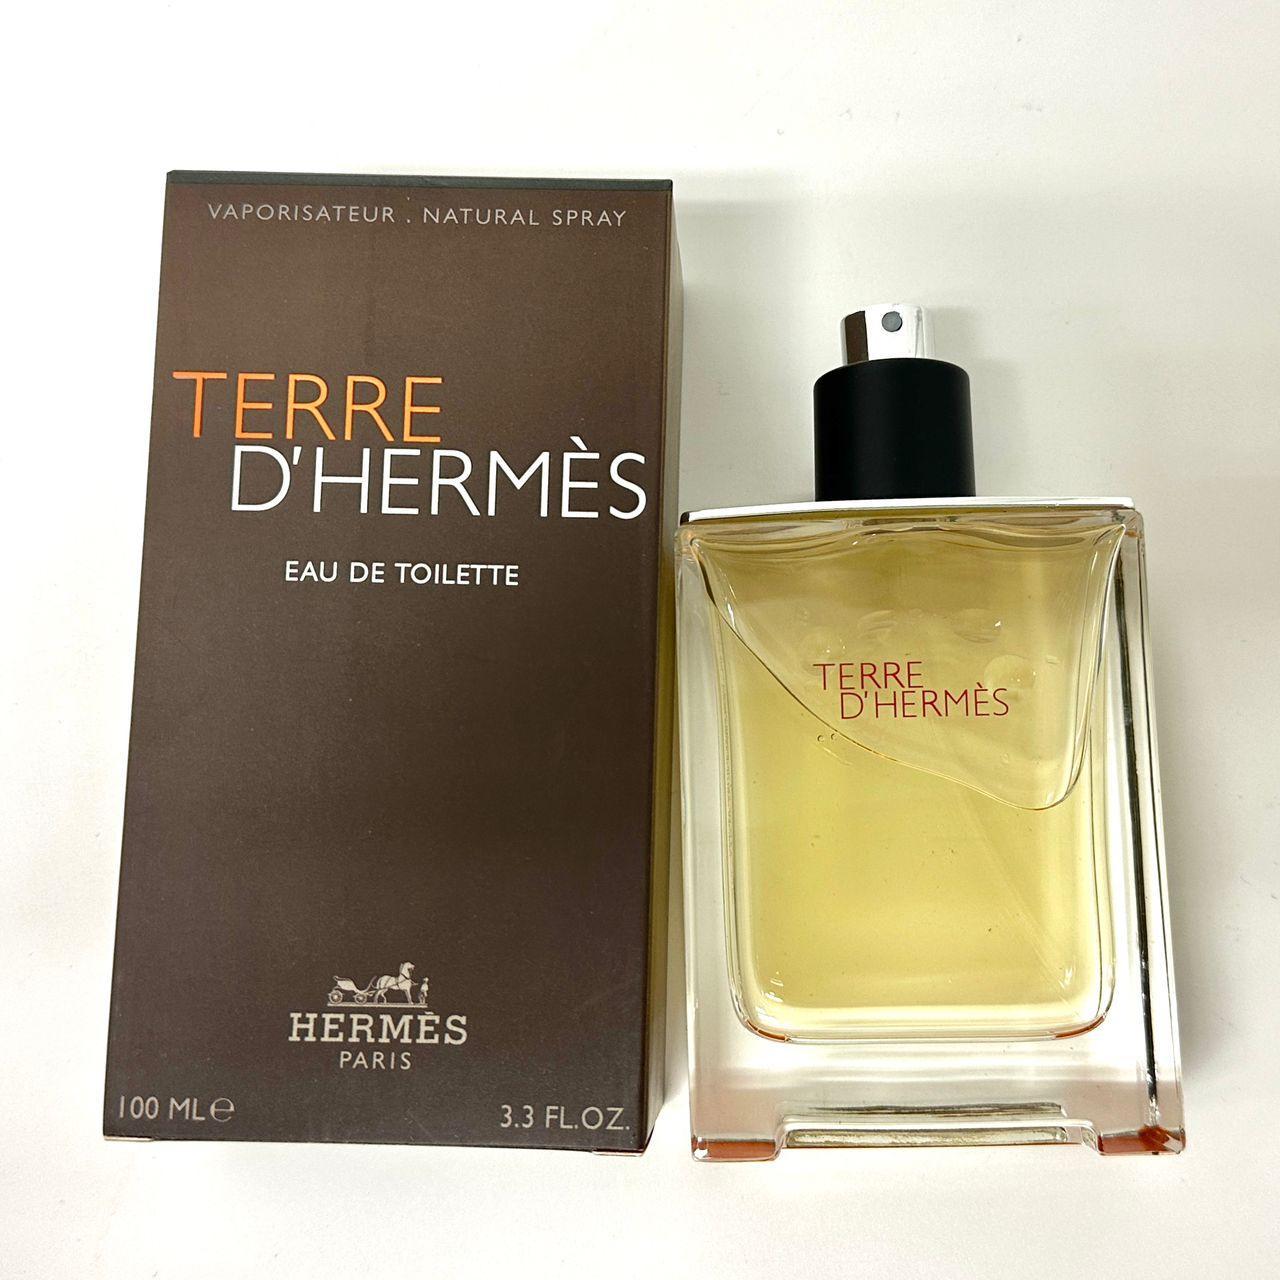 VAPORISATEUR . NATURAL SPRAY
TERRE
D'HERMÈS
EAU DE TOILETTE
HERMÈS
PARIS
100 ML ℮
3.3 FL.OZ.
TERRE
D'HERMÈS